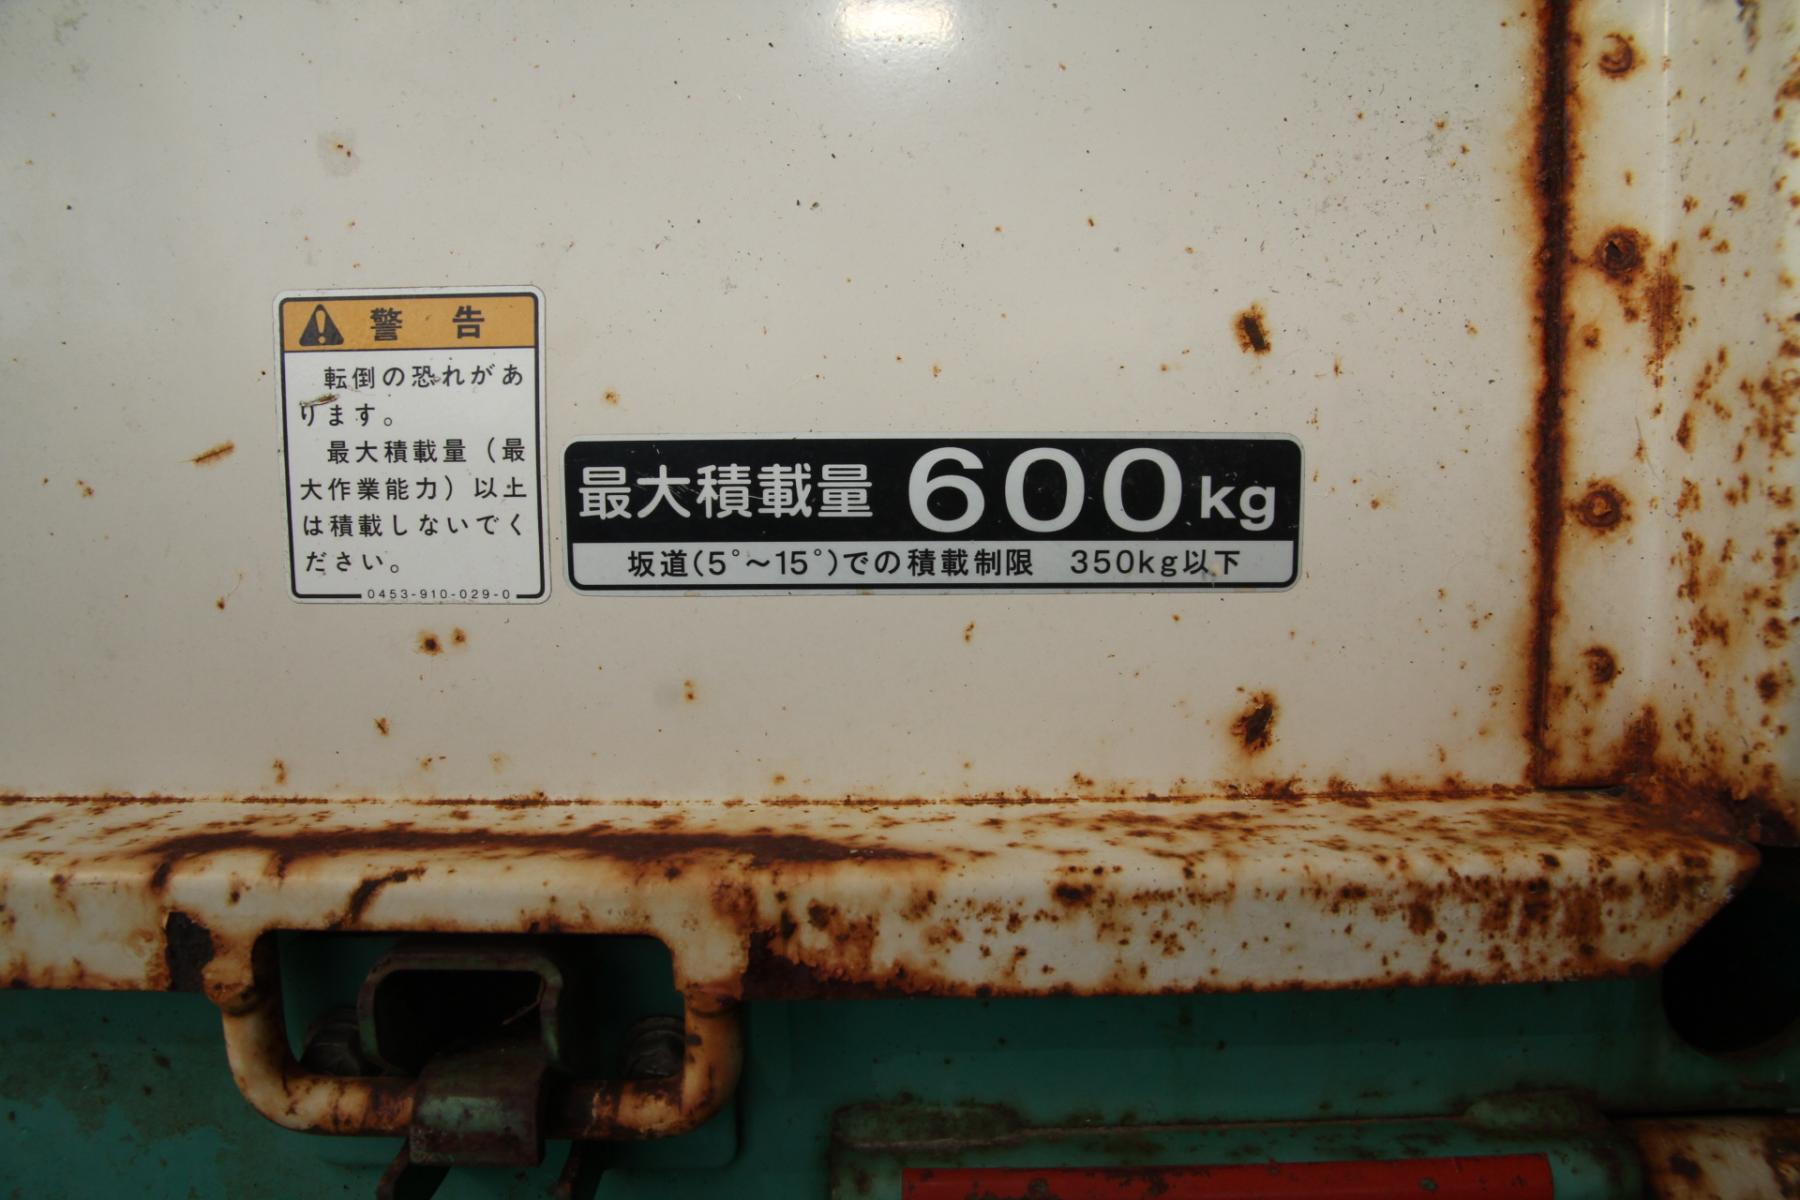 警 告
転倒の恐れがあ
ります。
最大積載量(最
大作業能力)以上
は積載しないでく
ださい。
0453-910-029-0
最大積載量 600kg
坂道(5°～15°)での積載制限 350kg以下